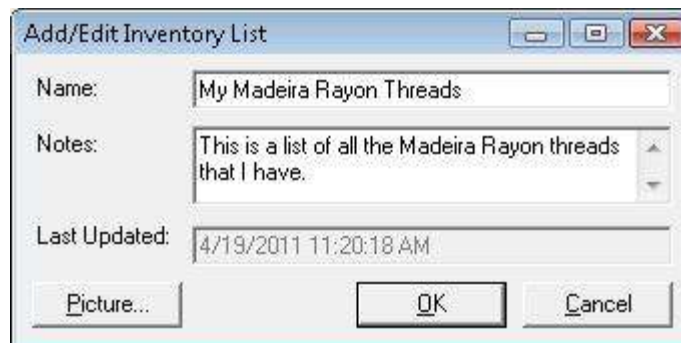 Add/Edit Inventory List
Name: My Madeira Rayon Threads
Notes: This is a list of all the Madeira Rayon threads
that I have.
Last Updated: 4/19/2011 11:20:18 AM
Picture... OK Cancel